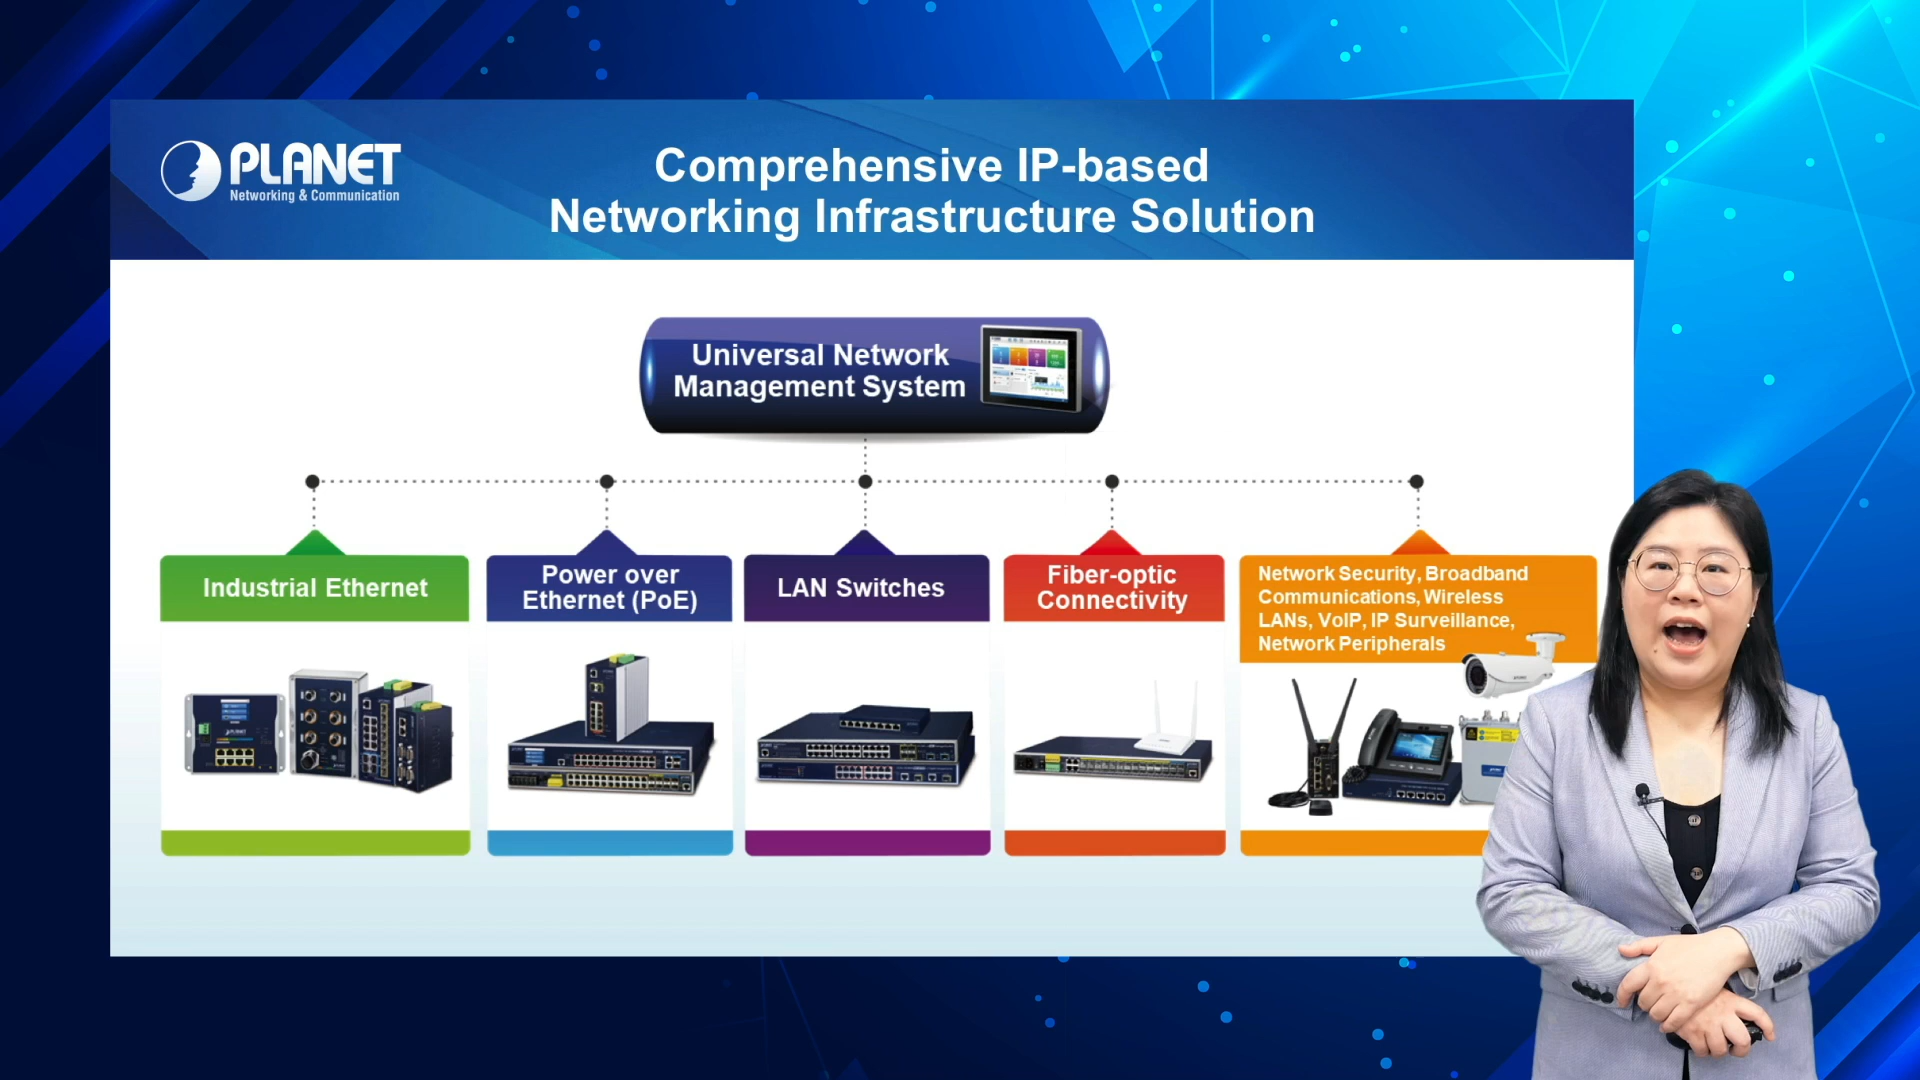 PLANET
Networking & Communication
Comprehensive IP-based
Networking Infrastructure Solution
Universal Network
Management System
Industrial Ethernet
Power over
Ethernet (PoE)
LAN Switches
Fiber-optic
Connectivity
Network Security, Broadband
Communications, Wireless
LANs, VoIP, IP Surveillance,
Network Peripherals